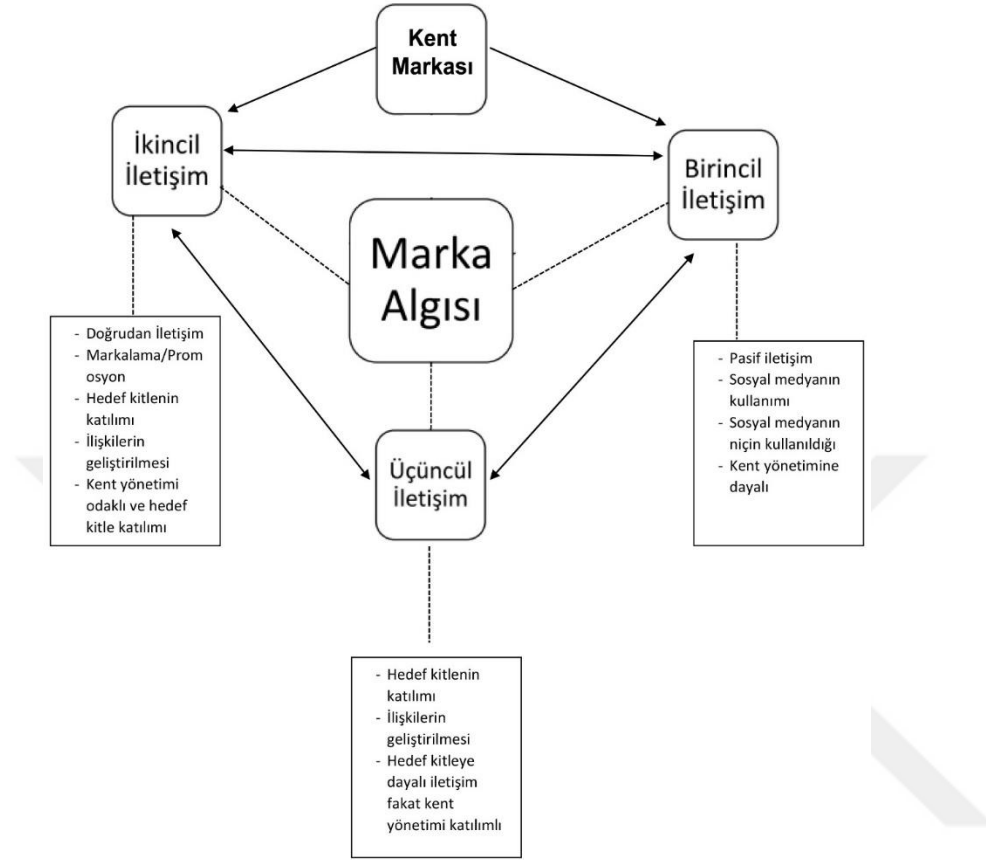 Kent
Markası
İkincil
İletişim
Birincil
İletişim
Marka
Algısı
- Doğrudan İletişim
- Markalama/Prom
osyon
- Hedef kitlenin
katılımı
- İlişkilerin
geliştirilmesi
- Kent yönetimi
odaklı ve hedef
kitle katılımı
- Pasif iletişim
- Sosyal medyanın
kullanımı
- Sosyal medyanın
niçin kullanıldığı
- Kent yönetimine
dayalı
Üçüncül
İletişim
- Hedef kitlenin
katılımı
- İlişkilerin
geliştirilmesi
- Hedef kitleye
dayalı iletişim
fakat kent
yönetimi katılımlı